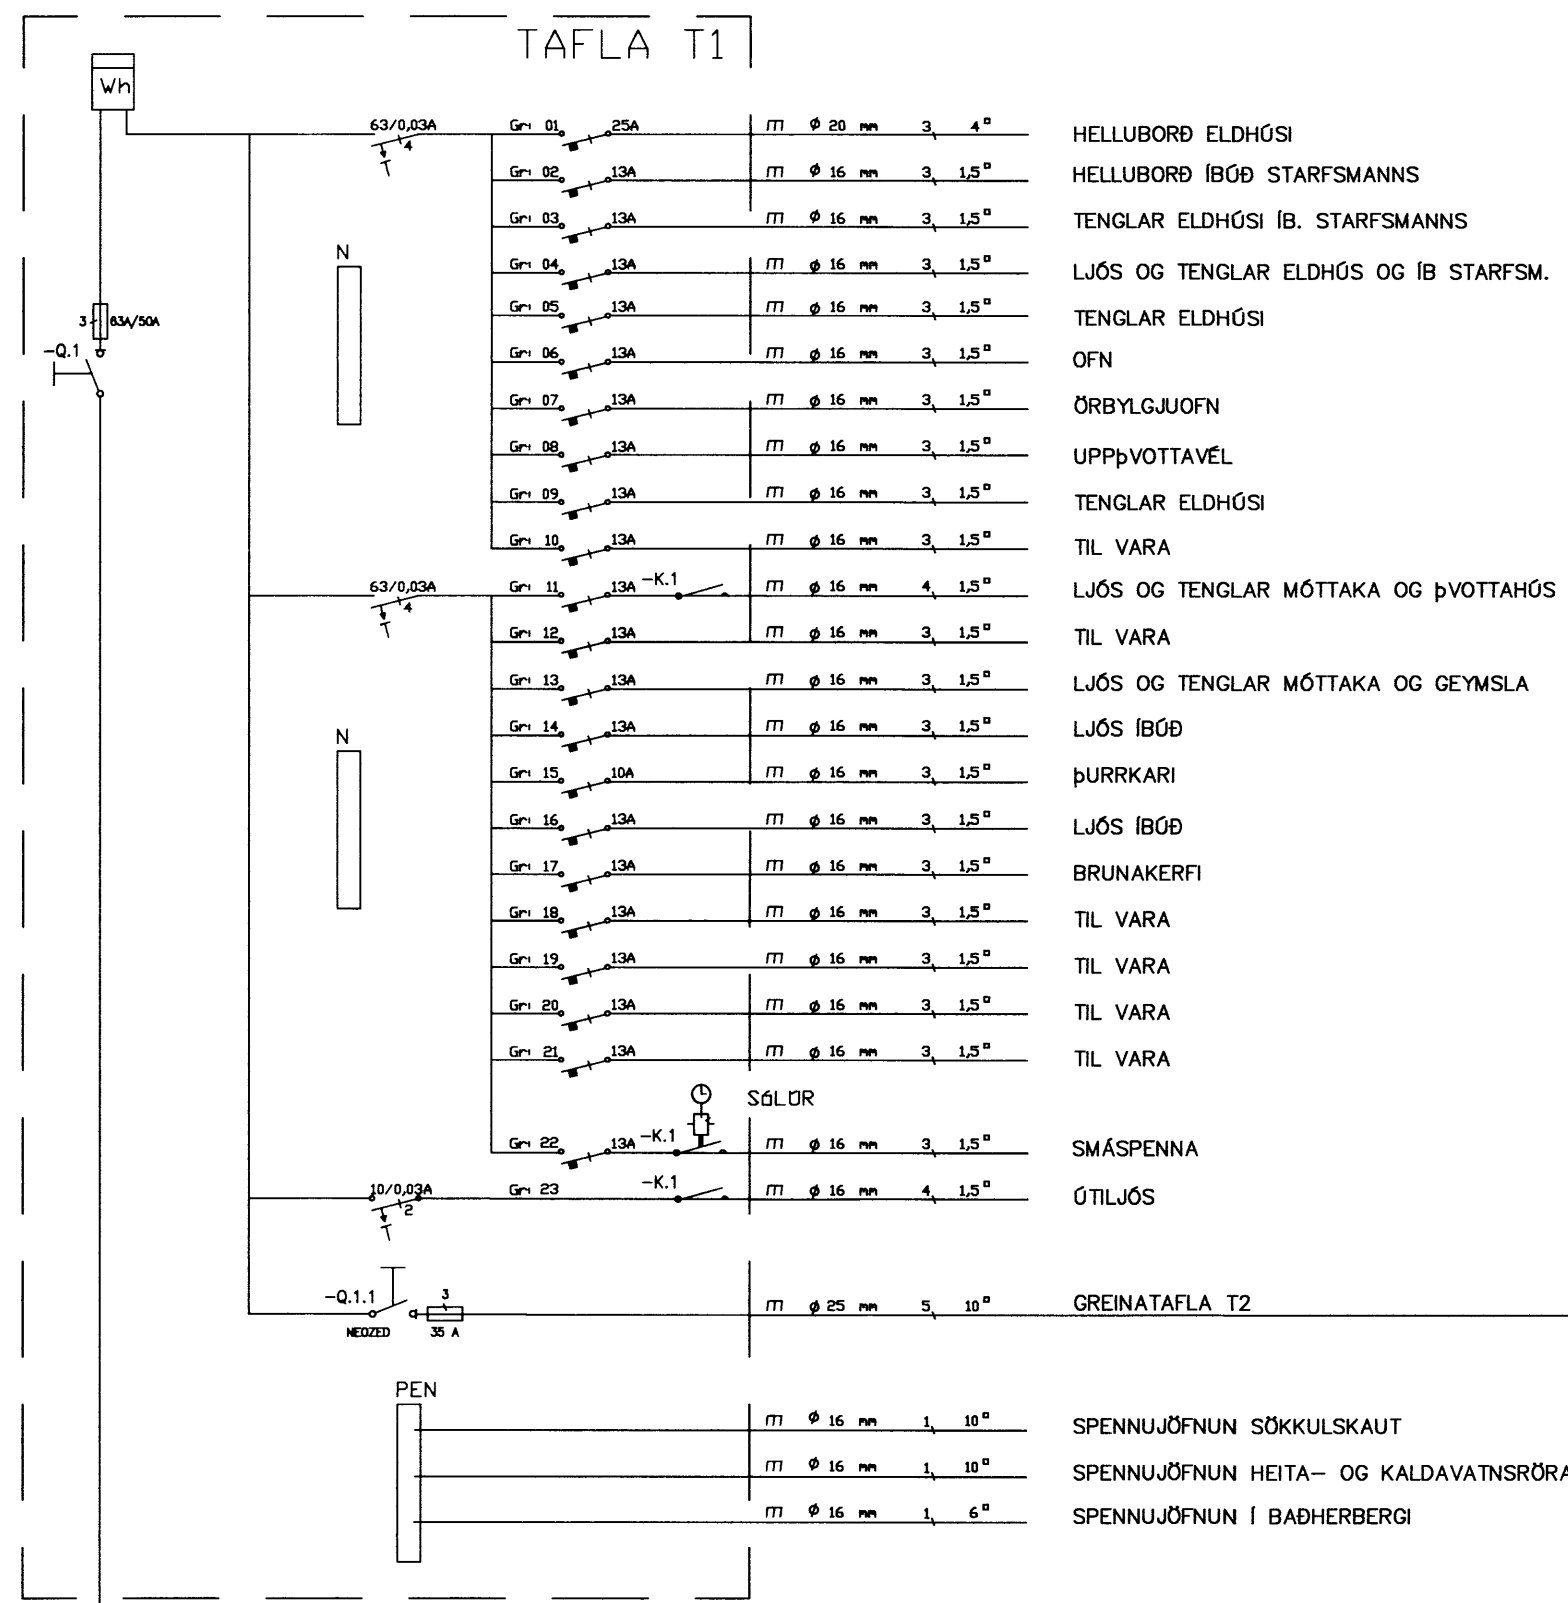 TAFLA T1
Wh
63/0,03A 4 Gr: 01 25A m ø 20 mm 3 4▫ HELLUBORÐ ELDHÚSI
Gr: 02 13A m ø 16 mm 3 1,5▫ HELLUBORÐ ÍBÚÐ STARFSMANNS
Gr: 03 13A m ø 16 mm 3 1,5▫ TENGLAR ELDHÚSI ÍB. STARFSMANNS
N
Gr: 04 13A m ø 16 mm 3 1,5▫ LJÓS OG TENGLAR ELDHÚS OG ÍB STARFSM.
3 63A/50A
Gr: 05 13A m ø 16 mm 3 1,5▫ TENGLAR ELDHÚSI
-Q.1
Gr: 06 13A m ø 16 mm 3 1,5▫ OFN
Gr: 07 13A m ø 16 mm 3 1,5▫ ÖRBYLGJUOFN
Gr: 08 13A m ø 16 mm 3 1,5▫ UPPÞVOTTAVÉL
Gr: 09 13A m ø 16 mm 3 1,5▫ TENGLAR ELDHÚSI
Gr: 10 13A m ø 16 mm 3 1,5▫ TIL VARA
63/0,03A 4 Gr: 11 13A -K.1 m ø 16 mm 4 1,5▫ LJÓS OG TENGLAR MÓTTAKA OG ÞVOTTAHÚS
Gr: 12 13A m ø 16 mm 3 1,5▫ TIL VARA
Gr: 13 13A m ø 16 mm 3 1,5▫ LJÓS OG TENGLAR MÓTTAKA OG GEYMSLA
N
Gr: 14 13A m ø 16 mm 3 1,5▫ LJÓS ÍBÚÐ
Gr: 15 10A m ø 16 mm 3 1,5▫ ÞURRKARI
Gr: 16 13A m ø 16 mm 3 1,5▫ LJÓS ÍBÚÐ
Gr: 17 13A m ø 16 mm 3 1,5▫ BRUNAKERFI
Gr: 18 13A m ø 16 mm 3 1,5▫ TIL VARA
Gr: 19 13A m ø 16 mm 3 1,5▫ TIL VARA
Gr: 20 13A m ø 16 mm 3 1,5▫ TIL VARA
Gr: 21 13A m ø 16 mm 3 1,5▫ TIL VARA
SÓLÚR
Gr: 22 13A -K.1 m ø 16 mm 3 1,5▫ SMÁSPENNA
10/0,03A 2 Gr: 23 -K.1 m ø 16 mm 4 1,5▫ ÚTILJÓS
-Q.1.1 NEOZED 3 35 A m ø 25 mm 5 10▫ GREINATAFLA T2
PEN
m ø 16 mm 1 10▫ SPENNUJÖFNUN SÖKKULSKAUT
m ø 16 mm 1 10▫ SPENNUJÖFNUN HEITA- OG KALDAVATNSRÖRA
m ø 16 mm 1 6▫ SPENNUJÖFNUN Í BAÐHERBERGI